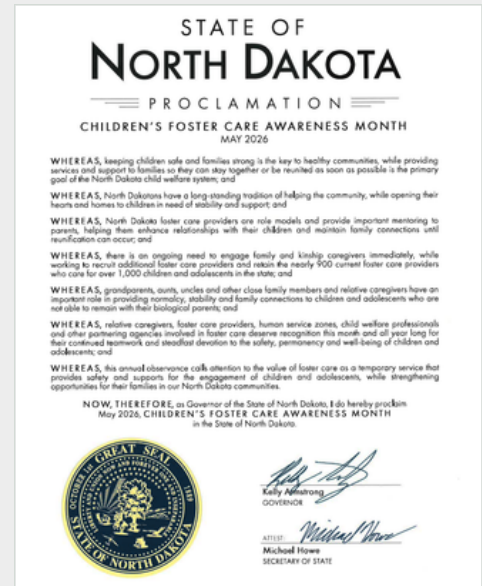 STATE OF
NORTH DAKOTA
PROCLAMATION
CHILDREN'S FOSTER CARE AWARENESS MONTH
MAY 2026
WHEREAS, keeping children safe and families strong is the key to healthy communities, while providing
services and support to families so they can stay together or be reunited as soon as possible is the primary
goal of the North Dakota child welfare system; and
WHEREAS, North Dakotans have a long-standing tradition of helping the community, while opening their
hearts and homes to children in need of stability and support; and
WHEREAS, North Dakota foster care providers are role models and provide important mentoring to
parents, helping them enhance relationships with their children and maintain family connections until
reunification can occur; and
WHEREAS, there is an ongoing need to engage family and kinship caregivers immediately, while
working to recruit additional foster care providers and retain the nearly 900 current foster care providers
who care for over 1,000 children and adolescents in the state; and
WHEREAS, grandparents, aunts, uncles and other close family members and relative caregivers have an
important role in providing normalcy, stability and family connections to children and adolescents who are
not able to remain with their biological parents; and
WHEREAS, relative caregivers, foster care providers, human service zones, child welfare professionals
and other partnering agencies involved in foster care deserve recognition this month and all year long for
their continued teamwork and steadfast devotion to the safety, permanency and well-being of children and
adolescents; and
WHEREAS, this annual observance calls attention to the value of foster care as a temporary service that
provides safety and supports for the engagement of children and adolescents, while strengthening
opportunities for their families in our North Dakota communities.
NOW, THEREFORE, as Governor of the State of North Dakota, I do hereby proclaim
May 2026, CHILDREN'S FOSTER CARE AWARENESS MONTH
in the State of North Dakota.
GREAT SEAL
OCTOBER 1st 1889
STATE OF NORTH DAKOTA
Kelly Armstrong
GOVERNOR
ATTEST: Michael Howe
Michael Howe
SECRETARY OF STATE